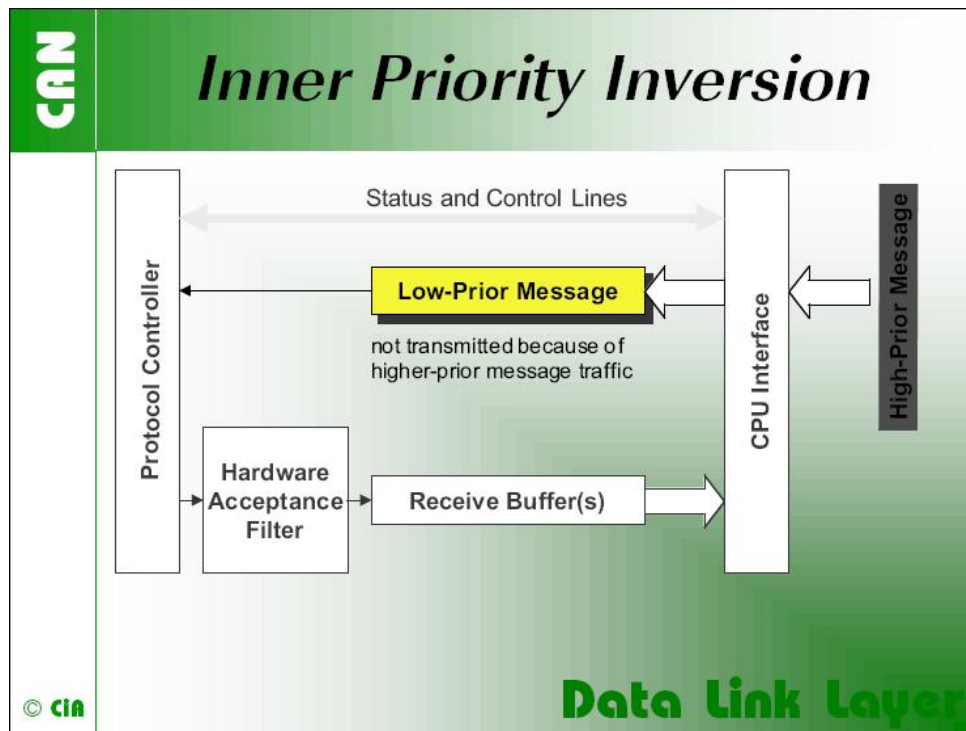 CAN
Inner Priority Inversion
Status and Control Lines
Protocol Controller
Low-Prior Message
not transmitted because of
higher-prior message traffic
CPU Interface
High-Prior Message
Hardware
Acceptance
Filter
Receive Buffer(s)
© CiA
Data Link Layer